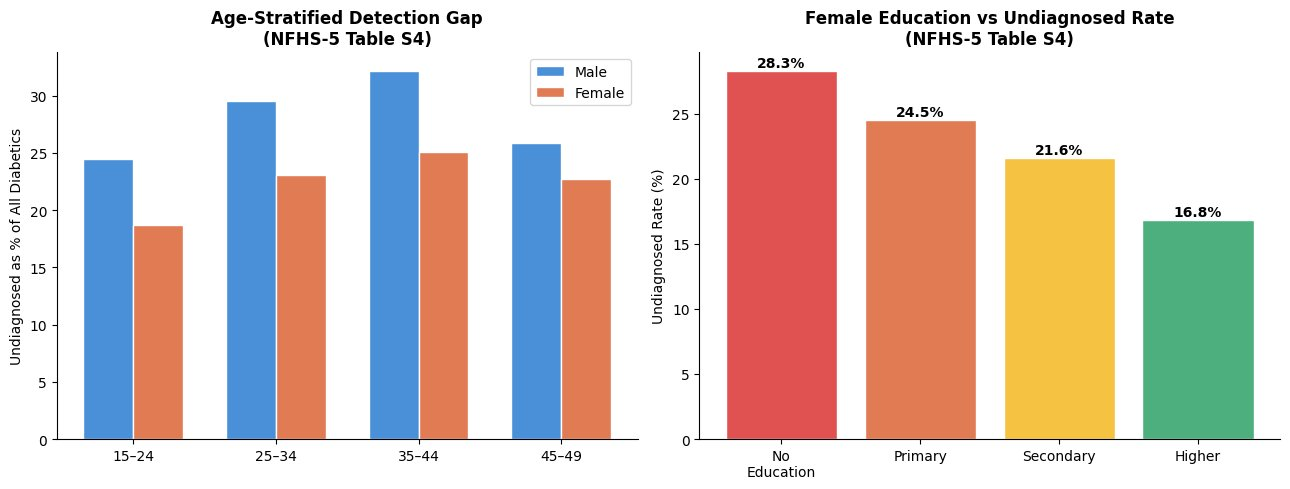 Age-Stratified Detection Gap
(NFHS-5 Table S4)
Undiagnosed as % of All Diabetics
30
25
20
15
10
5
0
Male
Female
15–24
25–34
35–44
45–49
Female Education vs Undiagnosed Rate
(NFHS-5 Table S4)
Undiagnosed Rate (%)
25
20
15
10
5
0
28.3%
24.5%
21.6%
16.8%
No
Education
Primary
Secondary
Higher